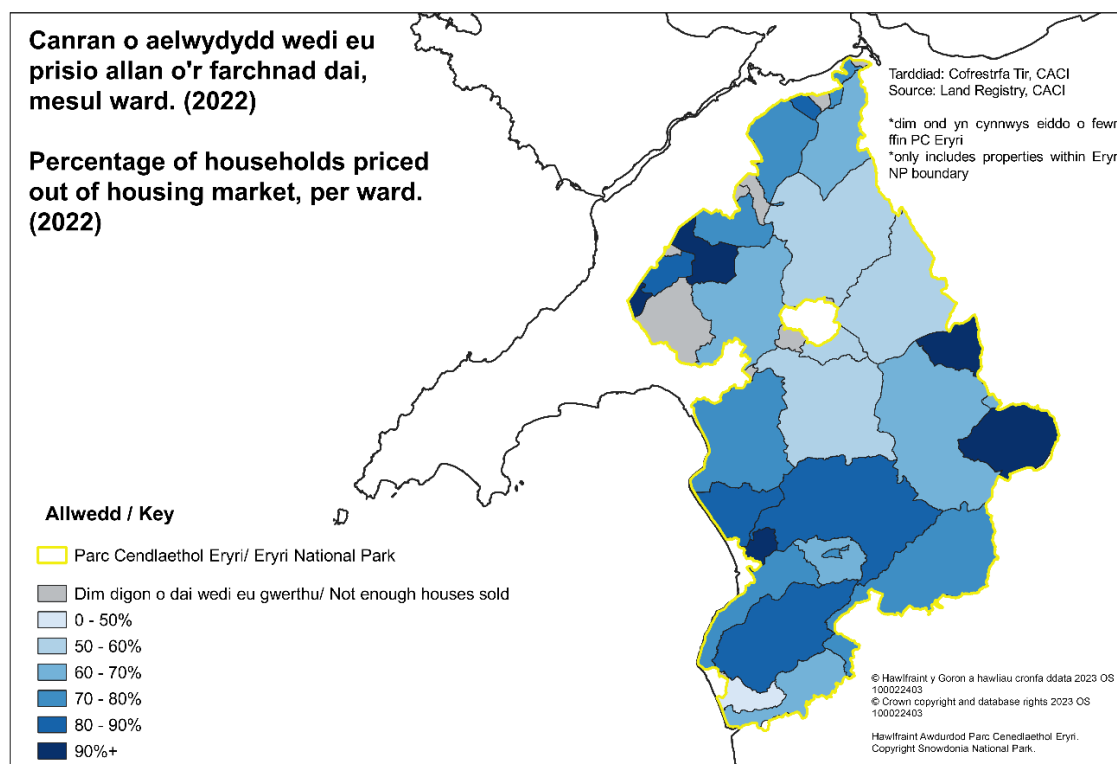 Canran o aelwydydd wedi eu
prisio allan o'r farchnad dai,
mesul ward. (2022)
Percentage of households priced
out of housing market, per ward.
(2022)
Tarddiad: Cofrestrfa Tir, CACI
Source: Land Registry, CACI
*dim ond yn cynnwys eiddo o fewn
ffin PC Eryri
*only includes properties within Eryri
NP boundary
Allwedd / Key
Parc Cendlaethol Eryri/ Eryri National Park
Dim digon o dai wedi eu gwerthu/ Not enough houses sold
0 - 50%
50 - 60%
60 - 70%
70 - 80%
80 - 90%
90%+
© Hawlfraint y Goron a hawliau cronfa ddata 2023 OS
100022403
© Crown copyright and database rights 2023 OS
100022403
Hawlfraint Awdurdod Parc Cenedlaethol Eryri.
Copyright Snowdonia National Park.